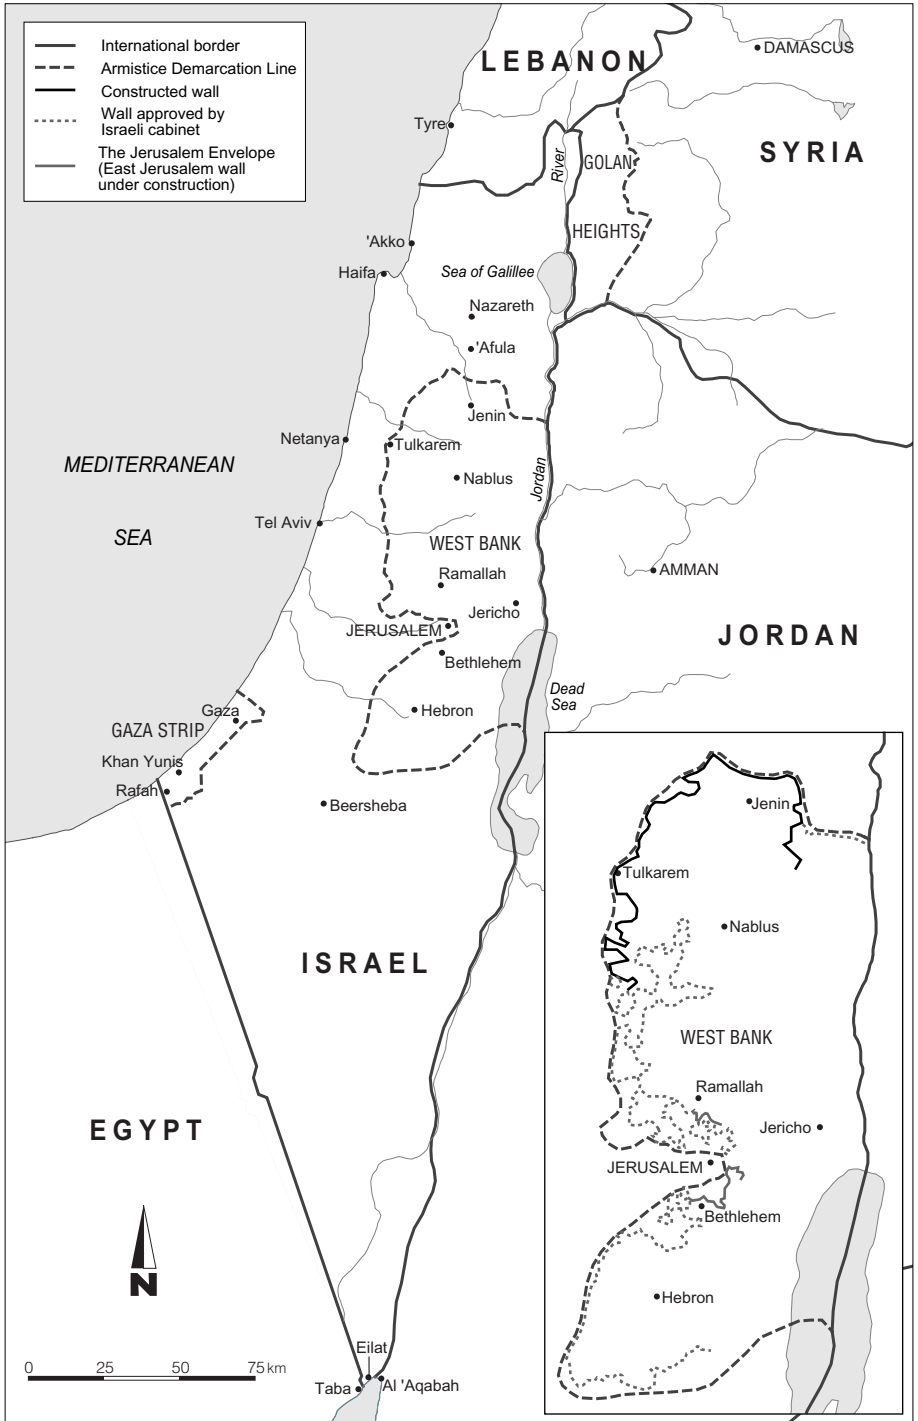 International border
Armistice Demarcation Line
Constructed wall
Wall approved by
Israeli cabinet
The Jerusalem Envelope
(East Jerusalem wall
under construction)
LEBANON
DAMASCUS
Tyre
River
GOLAN
SYRIA
HEIGHTS
'Akko
Haifa
Sea of Galillee
Nazareth
'Afula
Jenin
Netanya
Tulkarem
MEDITERRANEAN
SEA
Nablus
Jordan
Tel Aviv
WEST BANK
AMMAN
Ramallah
Jericho
JERUSALEM
JORDAN
Bethlehem
Dead
Sea
Hebron
Gaza
GAZA STRIP
Khan Yunis
Rafah
Beersheba
ISRAEL
EGYPT
N
0 25 50 75 km
Eilat
Taba
Al 'Aqabah
Jenin
Tulkarem
Nablus
WEST BANK
Ramallah
Jericho
JERUSALEM
Bethlehem
Hebron